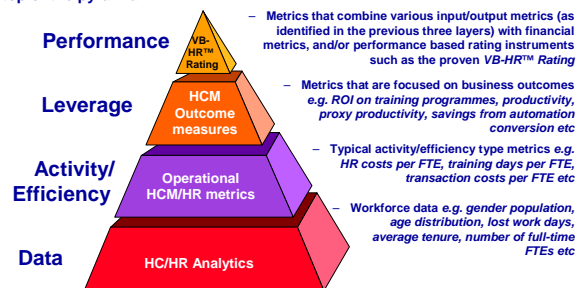 Performance
VB-
HR™
Rating
– Metrics that combine various input/output metrics (as
identified in the previous three layers) with financial
metrics, and/or performance based rating instruments
such as the proven VB-HR™ Rating
Leverage
HCM
Outcome
measures
– Metrics that are focused on business outcomes
e.g. ROI on training programmes, productivity,
proxy productivity, savings from automation
conversion etc
Activity/
Efficiency
Operational
HCM/HR metrics
– Typical activity/efficiency type metrics e.g.
HR costs per FTE, training days per FTE,
transaction costs per FTE etc
Data
HC/HR Analytics
– Workforce data e.g. gender population,
age distribution, lost work days,
average tenure, number of full-time
FTEs etc